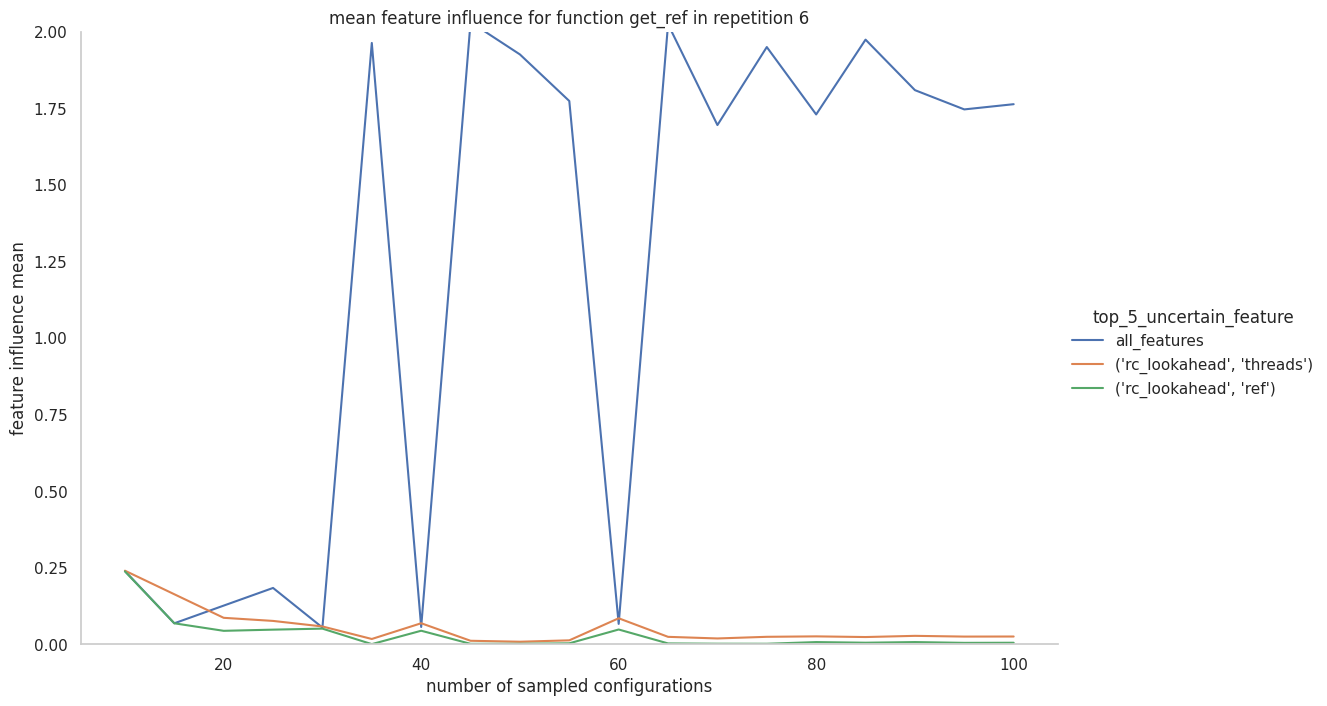 mean feature influence for function get_ref in repetition 6
2.00
1.75
1.50
1.25
1.00
0.75
0.50
0.25
0.00
feature influence mean
20 40 60 80 100
number of sampled configurations
top_5_uncertain_feature
all_features
('rc_lookahead', 'threads')
('rc_lookahead', 'ref')